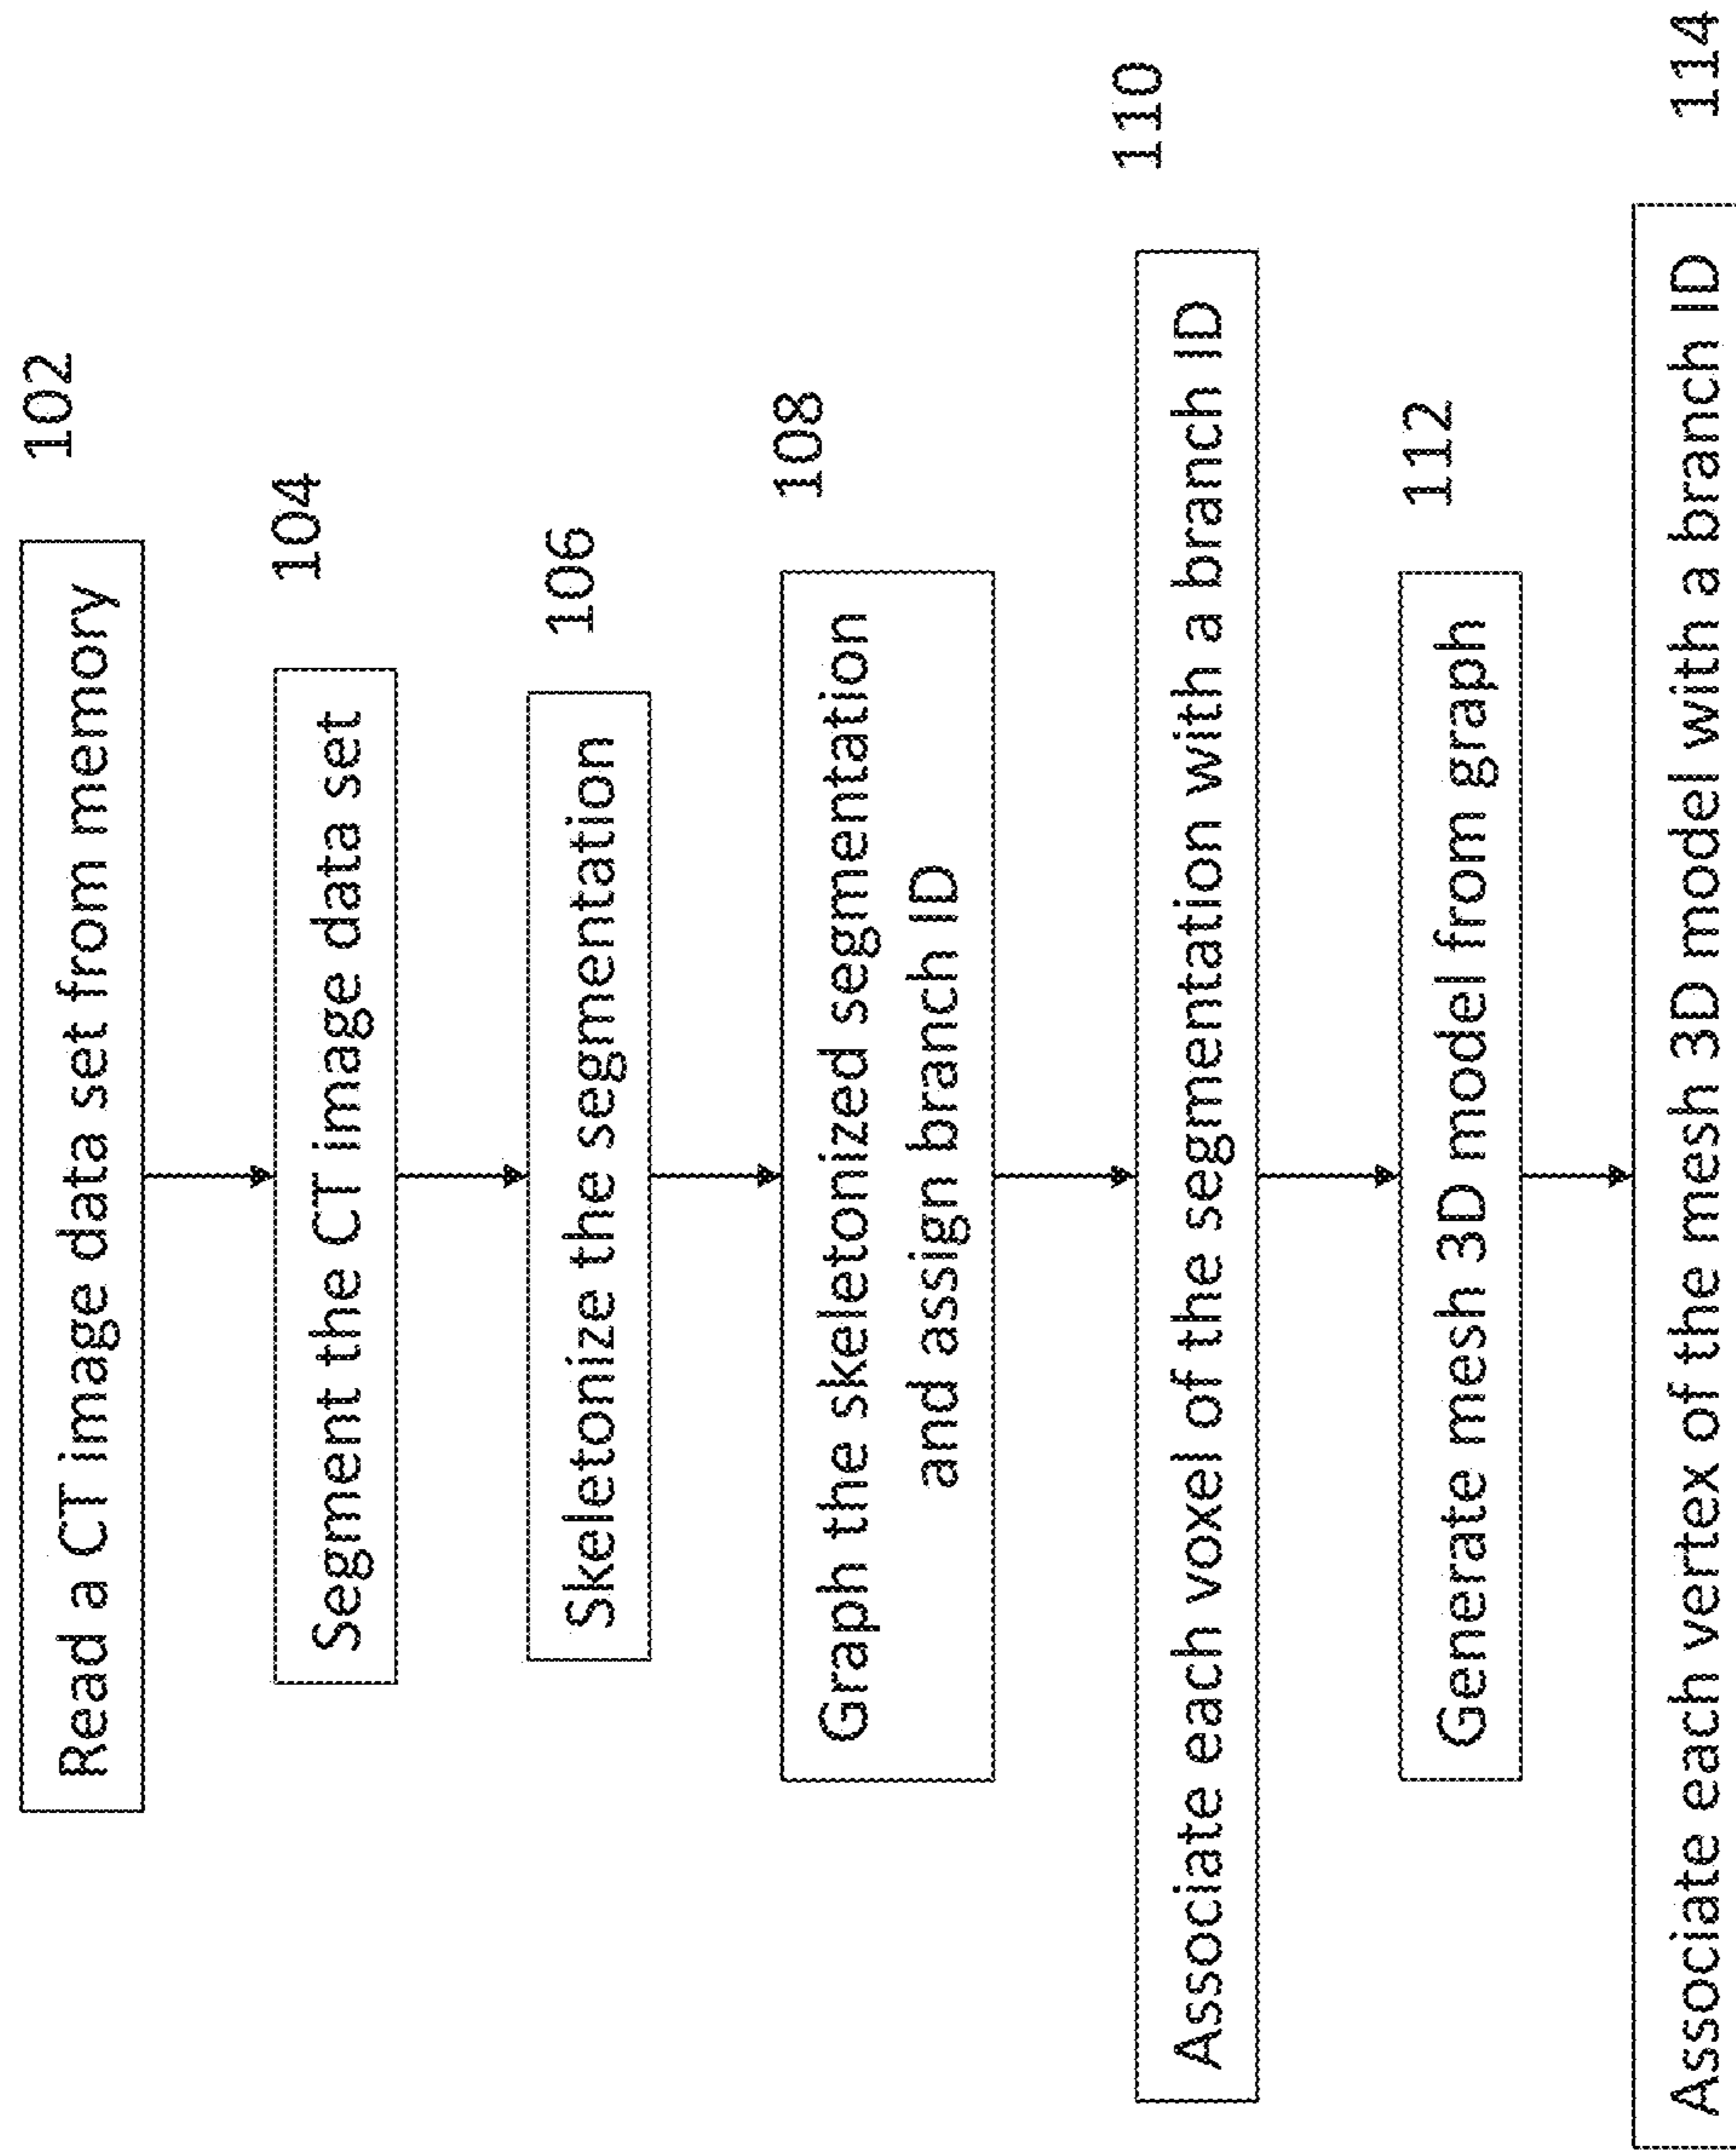 Read a CT image data set from memory
102
Segment the CT image data set
104
Skeletonize the segmentation
106
Graph the skeletonized segmentation
and assign branch ID
108
Associate each voxel of the segmentation with a branch ID
110
Generate mesh 3D model from graph
112
Associate each vertex of the mesh 3D model with a branch ID
114